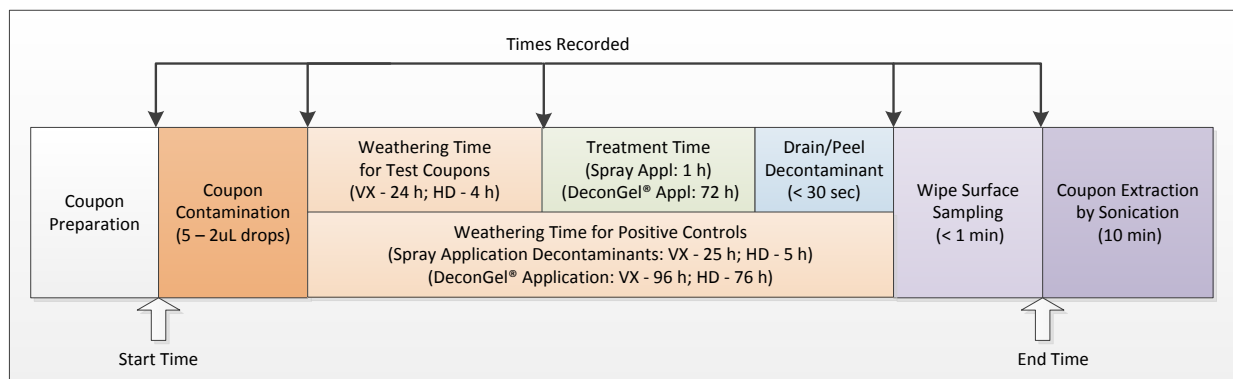 Times Recorded
Coupon
Preparation
Coupon
Contamination
(5 – 2uL drops)
Weathering Time
for Test Coupons
(VX - 24 h; HD - 4 h)
Treatment Time
(Spray Appl: 1 h)
(DeconGel® Appl: 72 h)
Drain/Peel
Decontaminant
(< 30 sec)
Weathering Time for Positive Controls
(Spray Application Decontaminants: VX - 25 h; HD - 5 h)
(DeconGel® Application: VX - 96 h; HD - 76 h)
Wipe Surface
Sampling
(< 1 min)
Coupon Extraction
by Sonication
(10 min)
Start Time
End Time